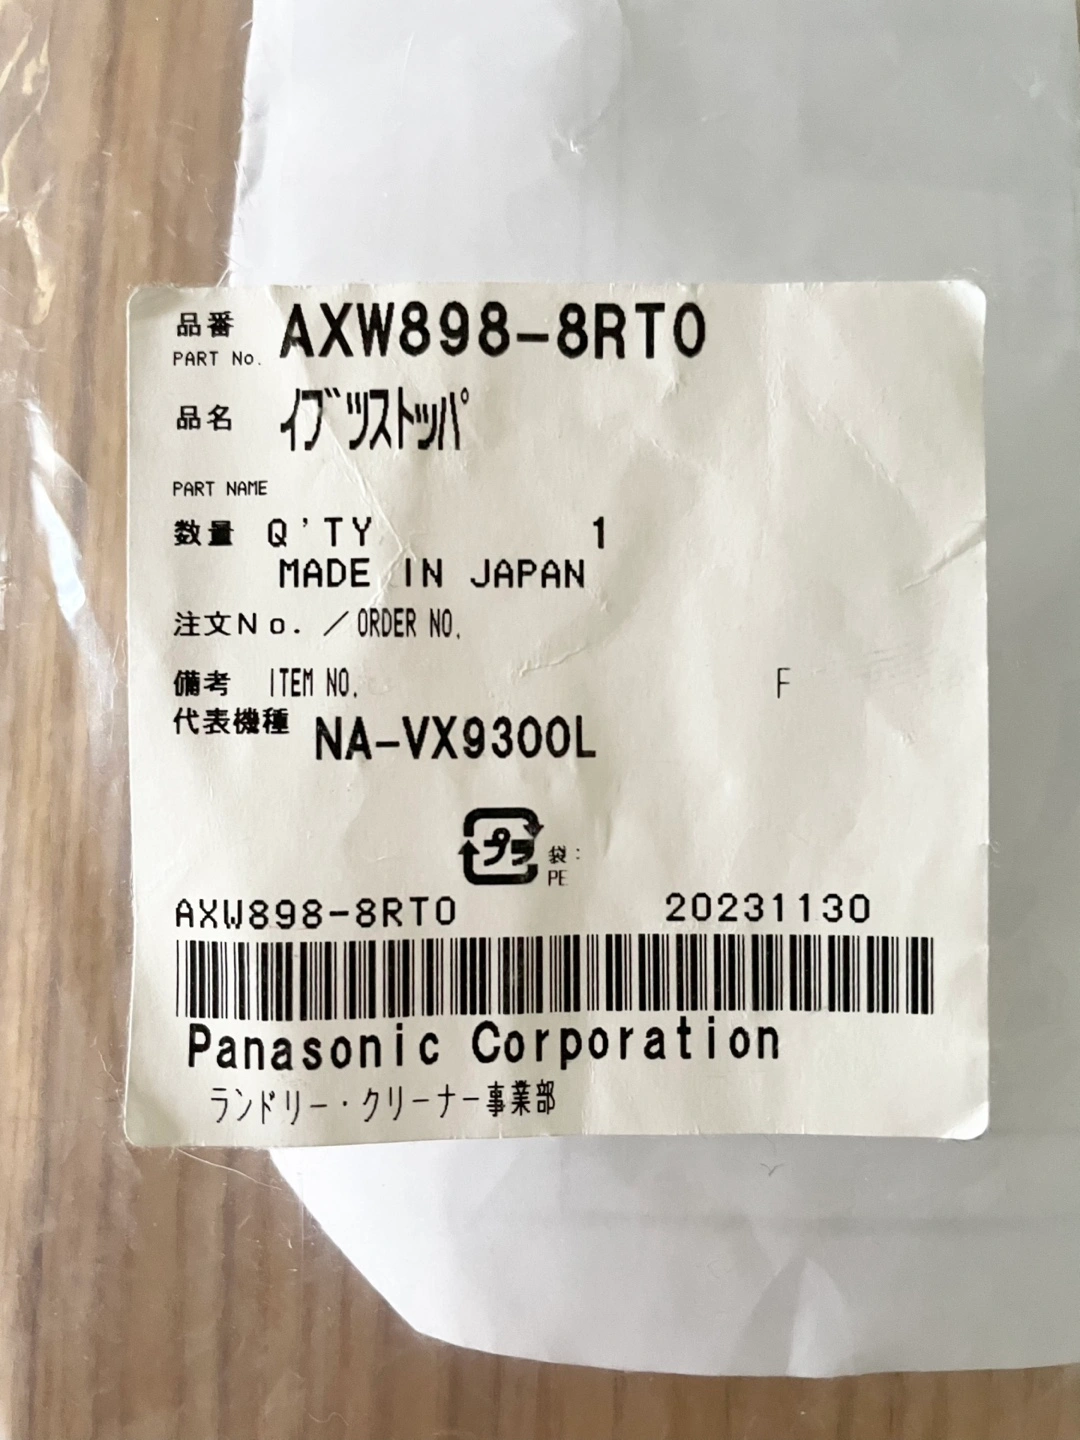 品番 AXW898-8RT0
PART No.
品名 イブツストッパ
PART NAME
数量 Q'TY 1
MADE IN JAPAN
注文No. ／ORDER NO.
備考 ITEM NO. F
代表機種 NA-VX9300L
プラ 袋:
PE
AXW898-8RT0 20231130
Panasonic Corporation
ランドリー・クリーナー事業部